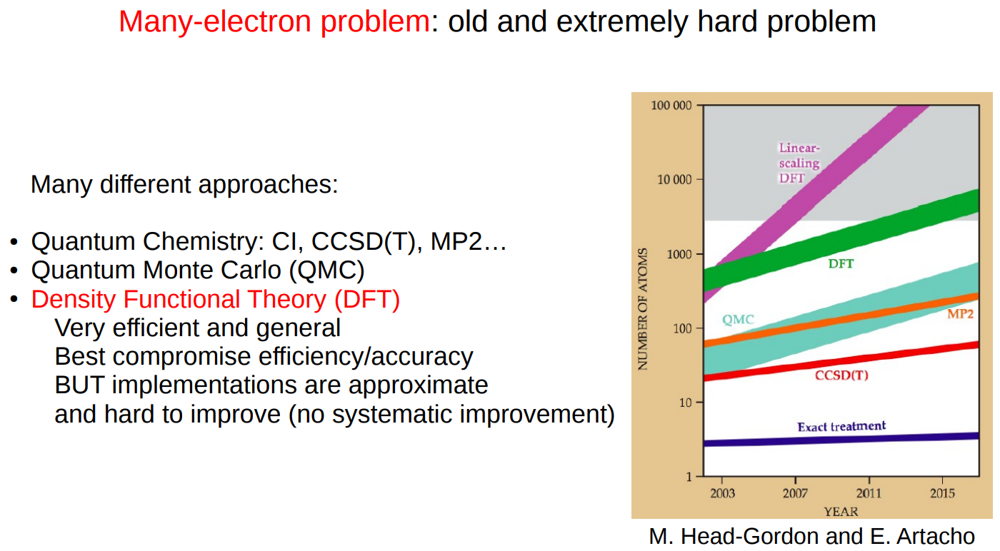 Many-electron problem: old and extremely hard problem
Many different approaches:
• Quantum Chemistry: CI, CCSD(T), MP2…
• Quantum Monte Carlo (QMC)
• Density Functional Theory (DFT)
Very efficient and general
Best compromise efficiency/accuracy
BUT implementations are approximate
and hard to improve (no systematic improvement)
100 000
10 000
1000
100
10
1
NUMBER OF ATOMS
Linear-
scaling
DFT
DFT
QMC
MP2
CCSD(T)
Exact treatment
2003
2007
2011
2015
YEAR
M. Head-Gordon and E. Artacho